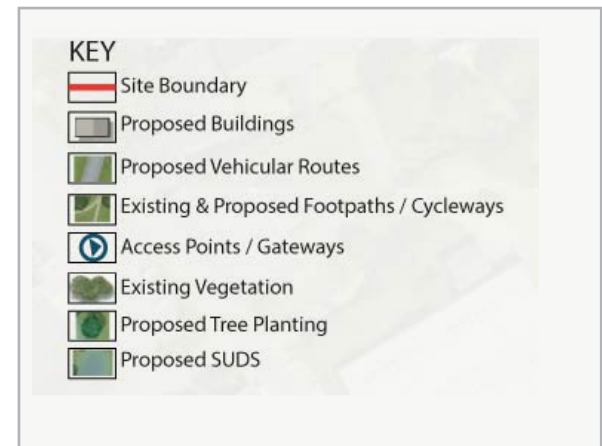 KEY
Site Boundary
Proposed Buildings
Proposed Vehicular Routes
Existing & Proposed Footpaths / Cycleways
Access Points / Gateways
Existing Vegetation
Proposed Tree Planting
Proposed SUDS